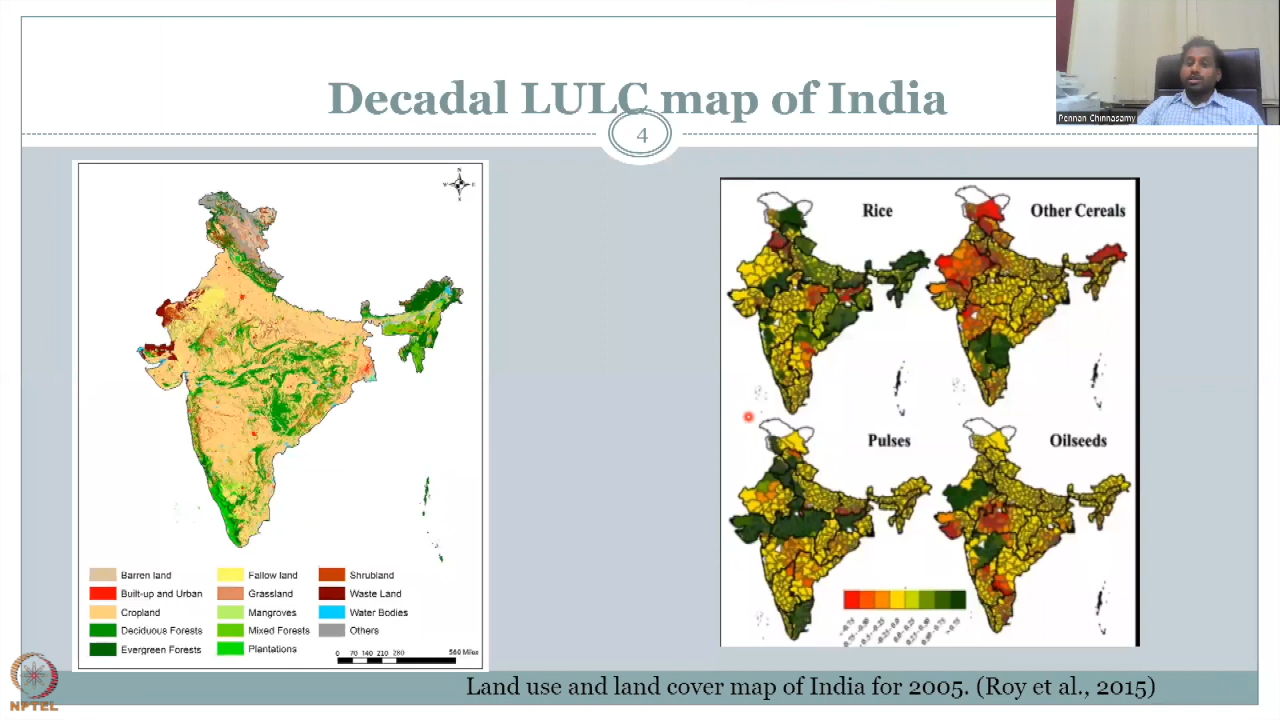 Decadal LULC map of India
4
Pennan Chinnasamy
N
W
E
S
Barren land
Built-up and Urban
Cropland
Deciduous Forests
Evergreen Forests
Fallow land
Grassland
Mangroves
Mixed Forests
Plantations
Shrubland
Waste Land
Water Bodies
Others
0 70 140 210 280 560 Miles
Rice
Other Cereals
Pulses
Oilseeds
Land use and land cover map of India for 2005. (Roy et al., 2015)
NPTEL